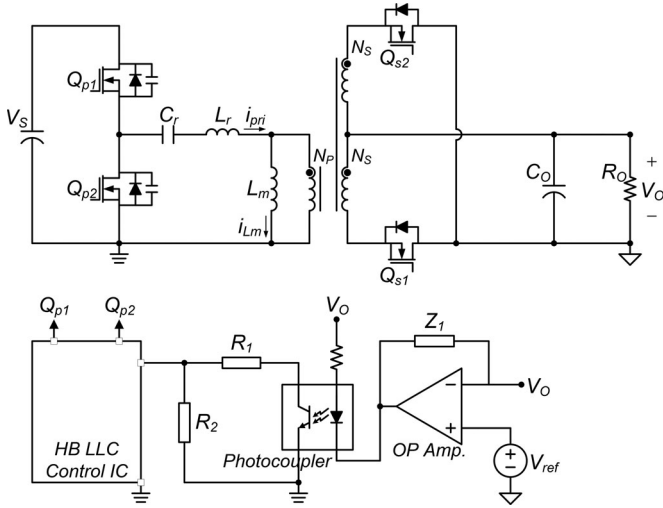 Qs2
NS
Qp1
VS
Cr
Lr
ipri
NP
NS
Qp2
Lm
CO
RO
+
VO
−
iLm
Qs1
Qp1
Qp2
VO
Z1
R1
−
VO
R2
+
HB LLC
Control IC
Photocoupler
OP Amp.
+
−
Vref